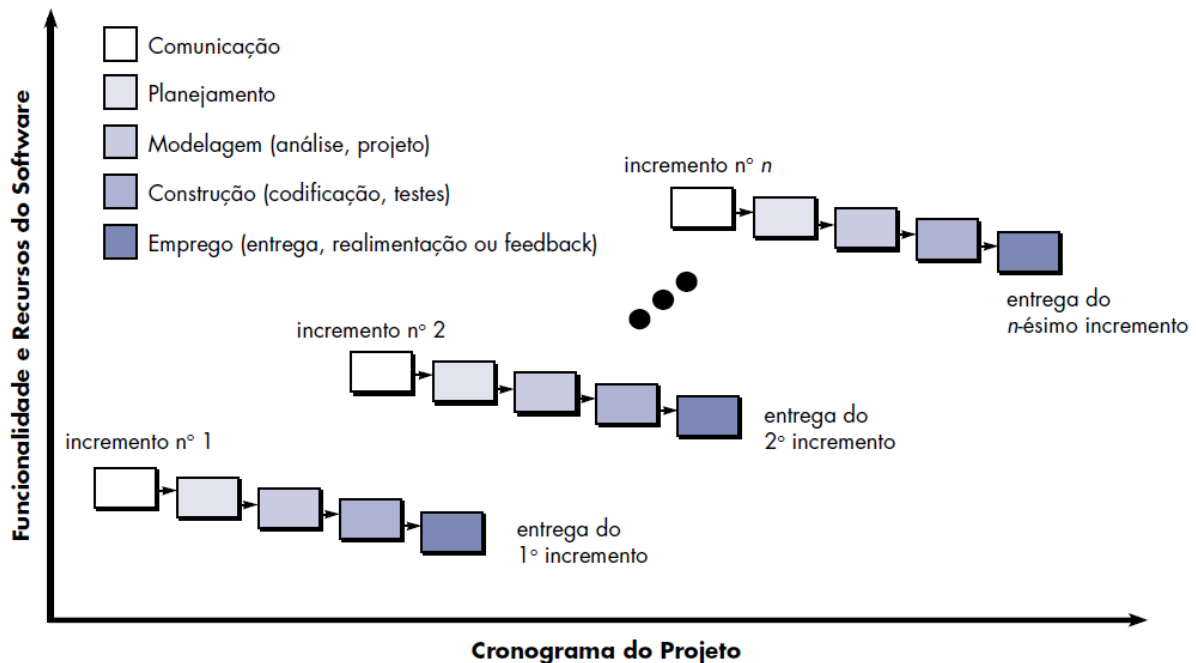 Funcionalidade e Recursos do Software
Comunicação
Planejamento
Modelagem (análise, projeto)
Construção (codificação, testes)
Emprego (entrega, realimentação ou feedback)
incremento n° n
entrega do
n-ésimo incremento
incremento n° 2
entrega do
2° incremento
incremento n° 1
entrega do
1° incremento
Cronograma do Projeto